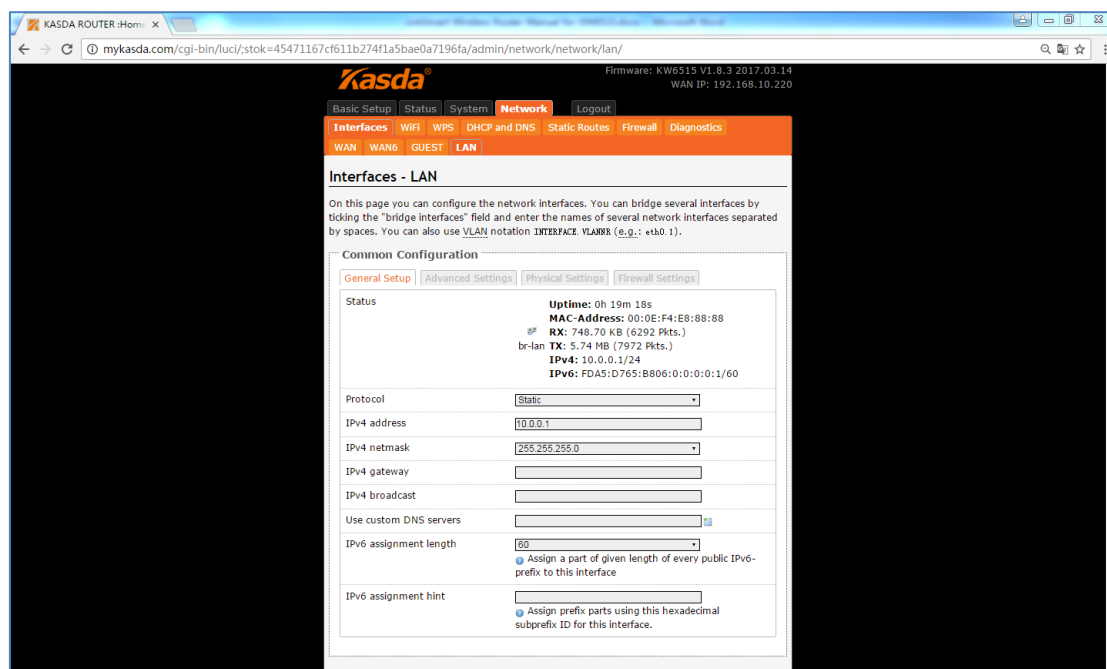 KASDA ROUTER :Home
mykasda.com/cgi-bin/luci/;stok=45471167cf611b274f1a5bae0a7196fa/admin/network/network/lan/
Kasda®
Firmware: KW6515 V1.8.3 2017.03.14
WAN IP: 192.168.10.220
Basic Setup Status System Network Logout
Interfaces WiFi WPS DHCP and DNS Static Routes Firewall Diagnostics
WAN WAN6 GUEST LAN
Interfaces - LAN
On this page you can configure the network interfaces. You can bridge several interfaces by
ticking the "bridge interfaces" field and enter the names of several network interfaces separated
by spaces. You can also use VLAN notation INTERFACE.VLANNR (e.g.: eth0.1).
Common Configuration
General Setup Advanced Settings Physical Settings Firewall Settings
Status
Uptime: 0h 19m 18s
MAC-Address: 00:0E:F4:E8:88:88
RX: 748.70 KB (6292 Pkts.)
br-lan TX: 5.74 MB (7972 Pkts.)
IPv4: 10.0.0.1/24
IPv6: FDA5:D765:B806:0:0:0:0:1/60
Protocol Static
IPv4 address 10.0.0.1
IPv4 netmask 255.255.255.0
IPv4 gateway
IPv4 broadcast
Use custom DNS servers
IPv6 assignment length 60
Assign a part of given length of every public IPv6-
prefix to this interface
IPv6 assignment hint
Assign prefix parts using this hexadecimal
subprefix ID for this interface.